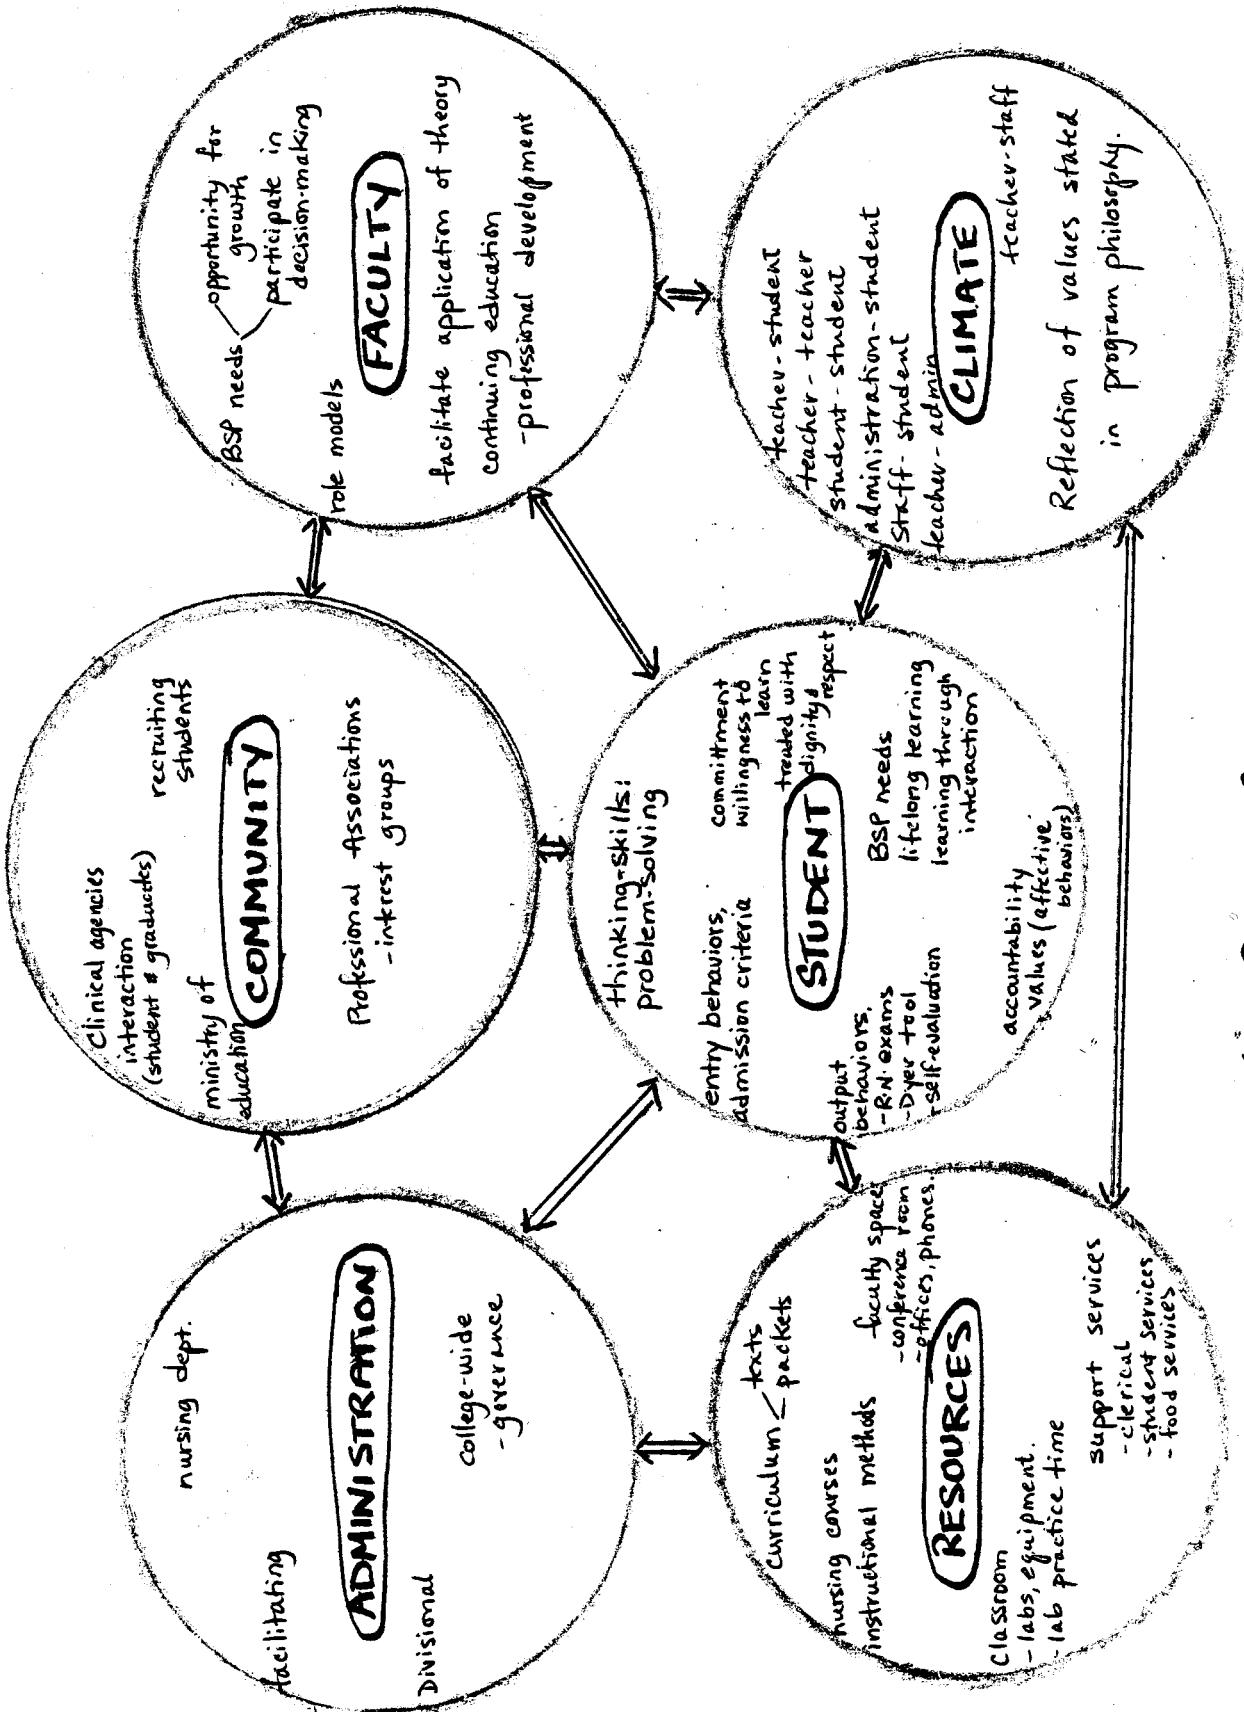 nursing dept.
facilitating
ADMINISTRATION
Divisional
college-wide
- governance
Clinical agencies
interaction
(student & graduates)
recruiting
students
ministry of
education
COMMUNITY
Professional Associations
- interest groups
BSP needs
opportunity for
growth
participate in
decision-making
role models
FACULTY
facilitate application of theory
continuing education
-professional development
curriculum
texts
packets
nursing courses
instructional methods
faculty space
-conference room
-offices, phones.
RESOURCES
Classroom
- labs, equipment.
- lab practice time
support services
- clerical
- student services
- food services
thinking-skills:
problem-solving
entry behaviors,
admission criteria
committment
willingness to
learn
treated with
dignity &
respect
STUDENT
output
behaviors,
-R.N. exams
-Dyer tool
-self-evaluation
BSP needs
lifelong learning
learning through
interaction
accountability
values (affective
behaviors)
teacher-student
teacher-teacher
student-student
administration-student
staff-student
teacher-admin
CLIMATE
teacher-staff
Reflection of values stated
in program philosophy.